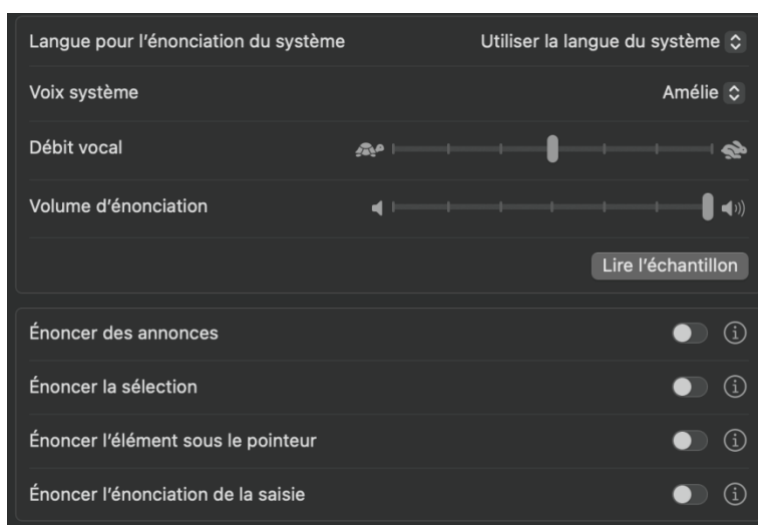 Langue pour l’énonciation du système Utiliser la langue du système
Voix système Amélie
Débit vocal
Volume d’énonciation
Lire l’échantillon
Énoncer des annonces
Énoncer la sélection
Énoncer l’élément sous le pointeur
Énoncer l’énonciation de la saisie